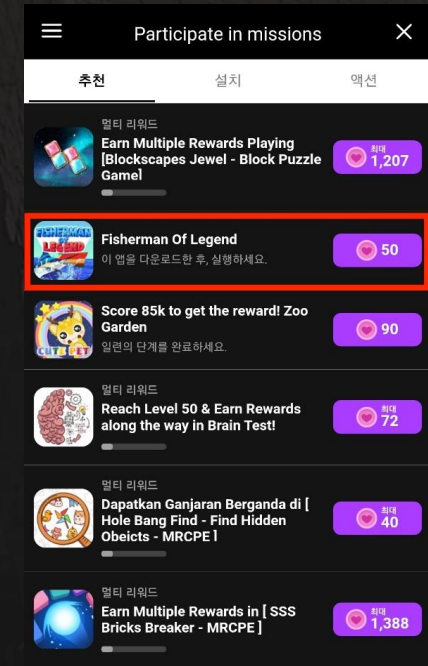 Participate in missions
추천
설치
액션
멀티 리워드
Earn Multiple Rewards Playing
[Blockscapes Jewel - Block Puzzle
Game]
최대
1,207
FISHERMAN
OF
LEGEND
Fisherman Of Legend
이 앱을 다운로드한 후, 실행하세요.
50
CUTE PET
Score 85k to get the reward! Zoo
Garden
일련의 단계를 완료하세요.
90
멀티 리워드
Reach Level 50 & Earn Rewards
along the way in Brain Test!
최대
72
멀티 리워드
Dapatkan Ganjaran Berganda di [
Hole Bang Find - Find Hidden
Objects - MRCPE ]
최대
40
멀티 리워드
Earn Multiple Rewards in [ SSS
Bricks Breaker - MRCPE ]
최대
1,388